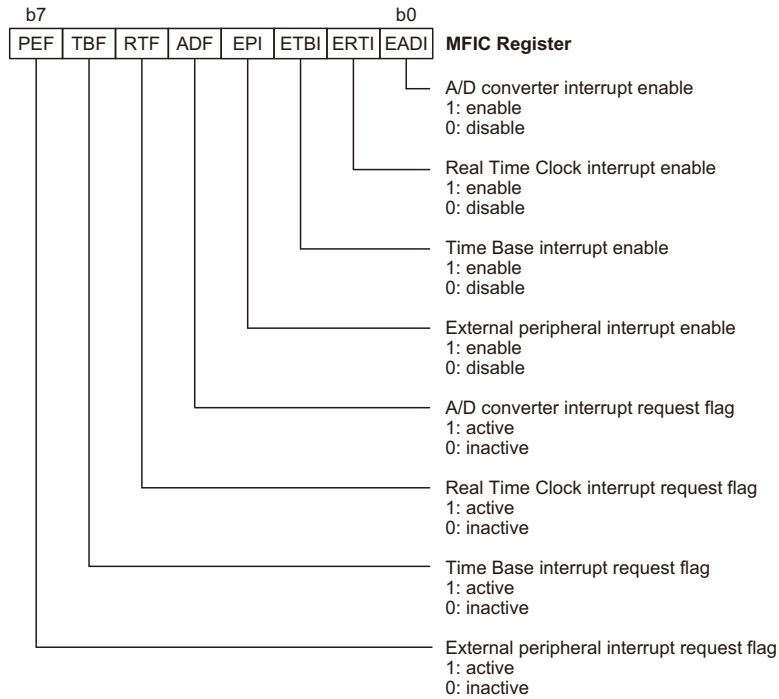 b7 b0
PEF TBF RTF ADF EPI ETBI ERTI EADI MFIC Register
A/D converter interrupt enable
1: enable
0: disable
Real Time Clock interrupt enable
1: enable
0: disable
Time Base interrupt enable
1: enable
0: disable
External peripheral interrupt enable
1: enable
0: disable
A/D converter interrupt request flag
1: active
0: inactive
Real Time Clock interrupt request flag
1: active
0: inactive
Time Base interrupt request flag
1: active
0: inactive
External peripheral interrupt request flag
1: active
0: inactive